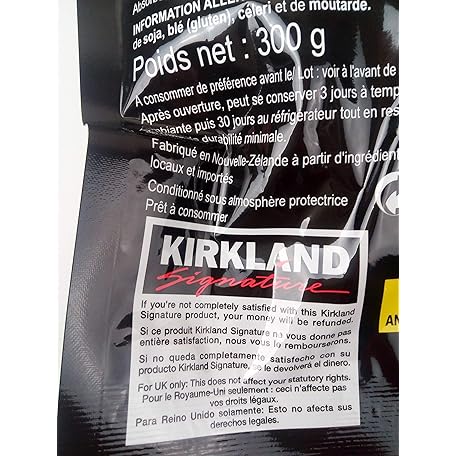 INFORMATION ALLE
de soja, blé (gluten), céleri et de moutarde.
Poids net : 300 g
A consommer de préférence avant le/ Lot : voir à l'avant de
Après ouverture, peut se conserver 3 jours à temp
puis 30 jours au réfrigérateur tout en res
durabilité minimale.
Fabriqué en Nouvelle-Zélande à partir d'ingrédient
locaux et importés
Conditionné sous atmosphère protectrice
Prêt à consommer
KIRKLAND
Signature
If you're not completely satisfied with this Kirkland
Signature product, your money will be refunded.
Si ce produit Kirkland Signature ne vous donne pas
entière satisfaction, nous vous le rembourserons.
Si no queda completamente satisfecho con su
producto Kirkland Signature, se le devolverá el dinero.
For UK only: This does not affect your statutory rights.
Pour le Royaume-Uni seulement : ceci n'affecte pas
vos droits légaux.
Para Reino Unido solamente: Esto no afecta sus
derechos legales.
AN